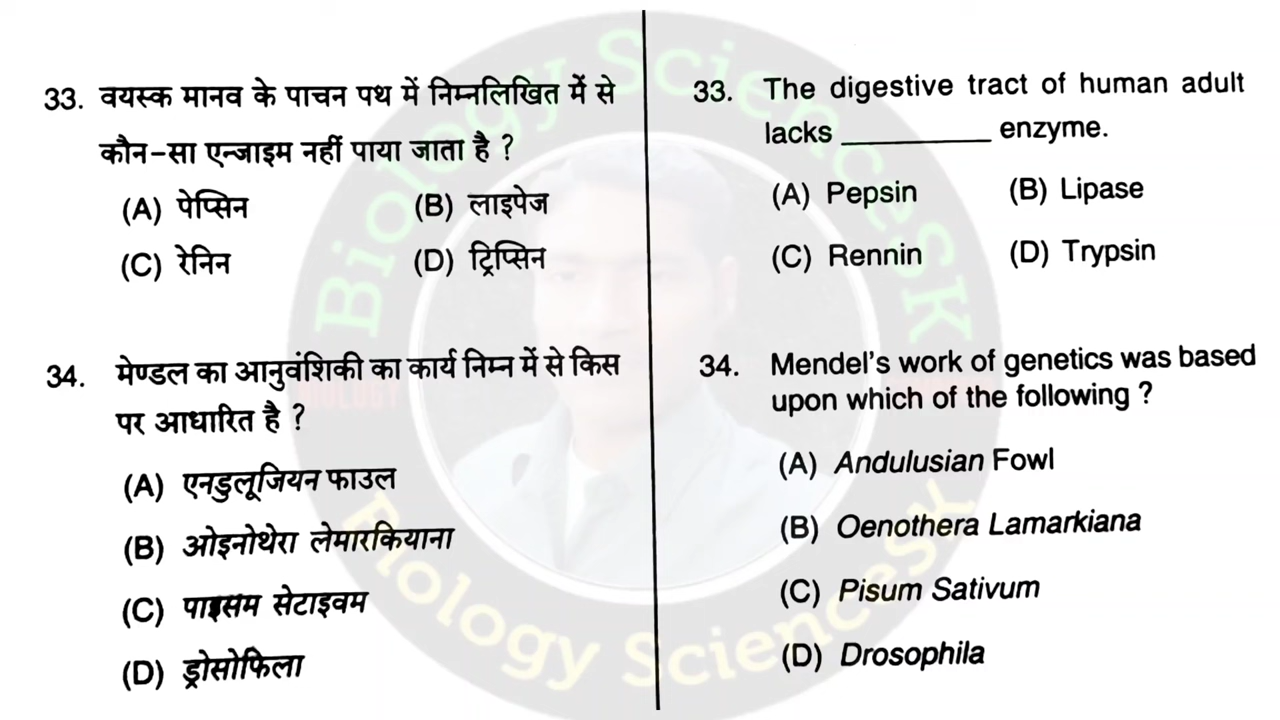 33. वयस्क मानव के पाचन पथ में निम्नलिखित में से
कौन-सा एन्जाइम नहीं पाया जाता है ?
(A) पेप्सिन (B) लाइपेज
(C) रेनिन (D) ट्रिप्सिन
34. मेण्डल का आनुवंशिकी का कार्य निम्न में से किस
पर आधारित है ?
(A) एनडुलूजियन फाउल
(B) ओइनोथेरा लेमारकियाना
(C) पाइसम सेटाइवम
(D) ड्रोसोफिला
33. The digestive tract of human adult
lacks __________ enzyme.
(A) Pepsin (B) Lipase
(C) Rennin (D) Trypsin
34. Mendel's work of genetics was based
upon which of the following ?
(A) Andulusian Fowl
(B) Oenothera Lamarkiana
(C) Pisum Sativum
(D) Drosophila
Biology ScienceSK
BIOLOGY
Biology ScienceSK